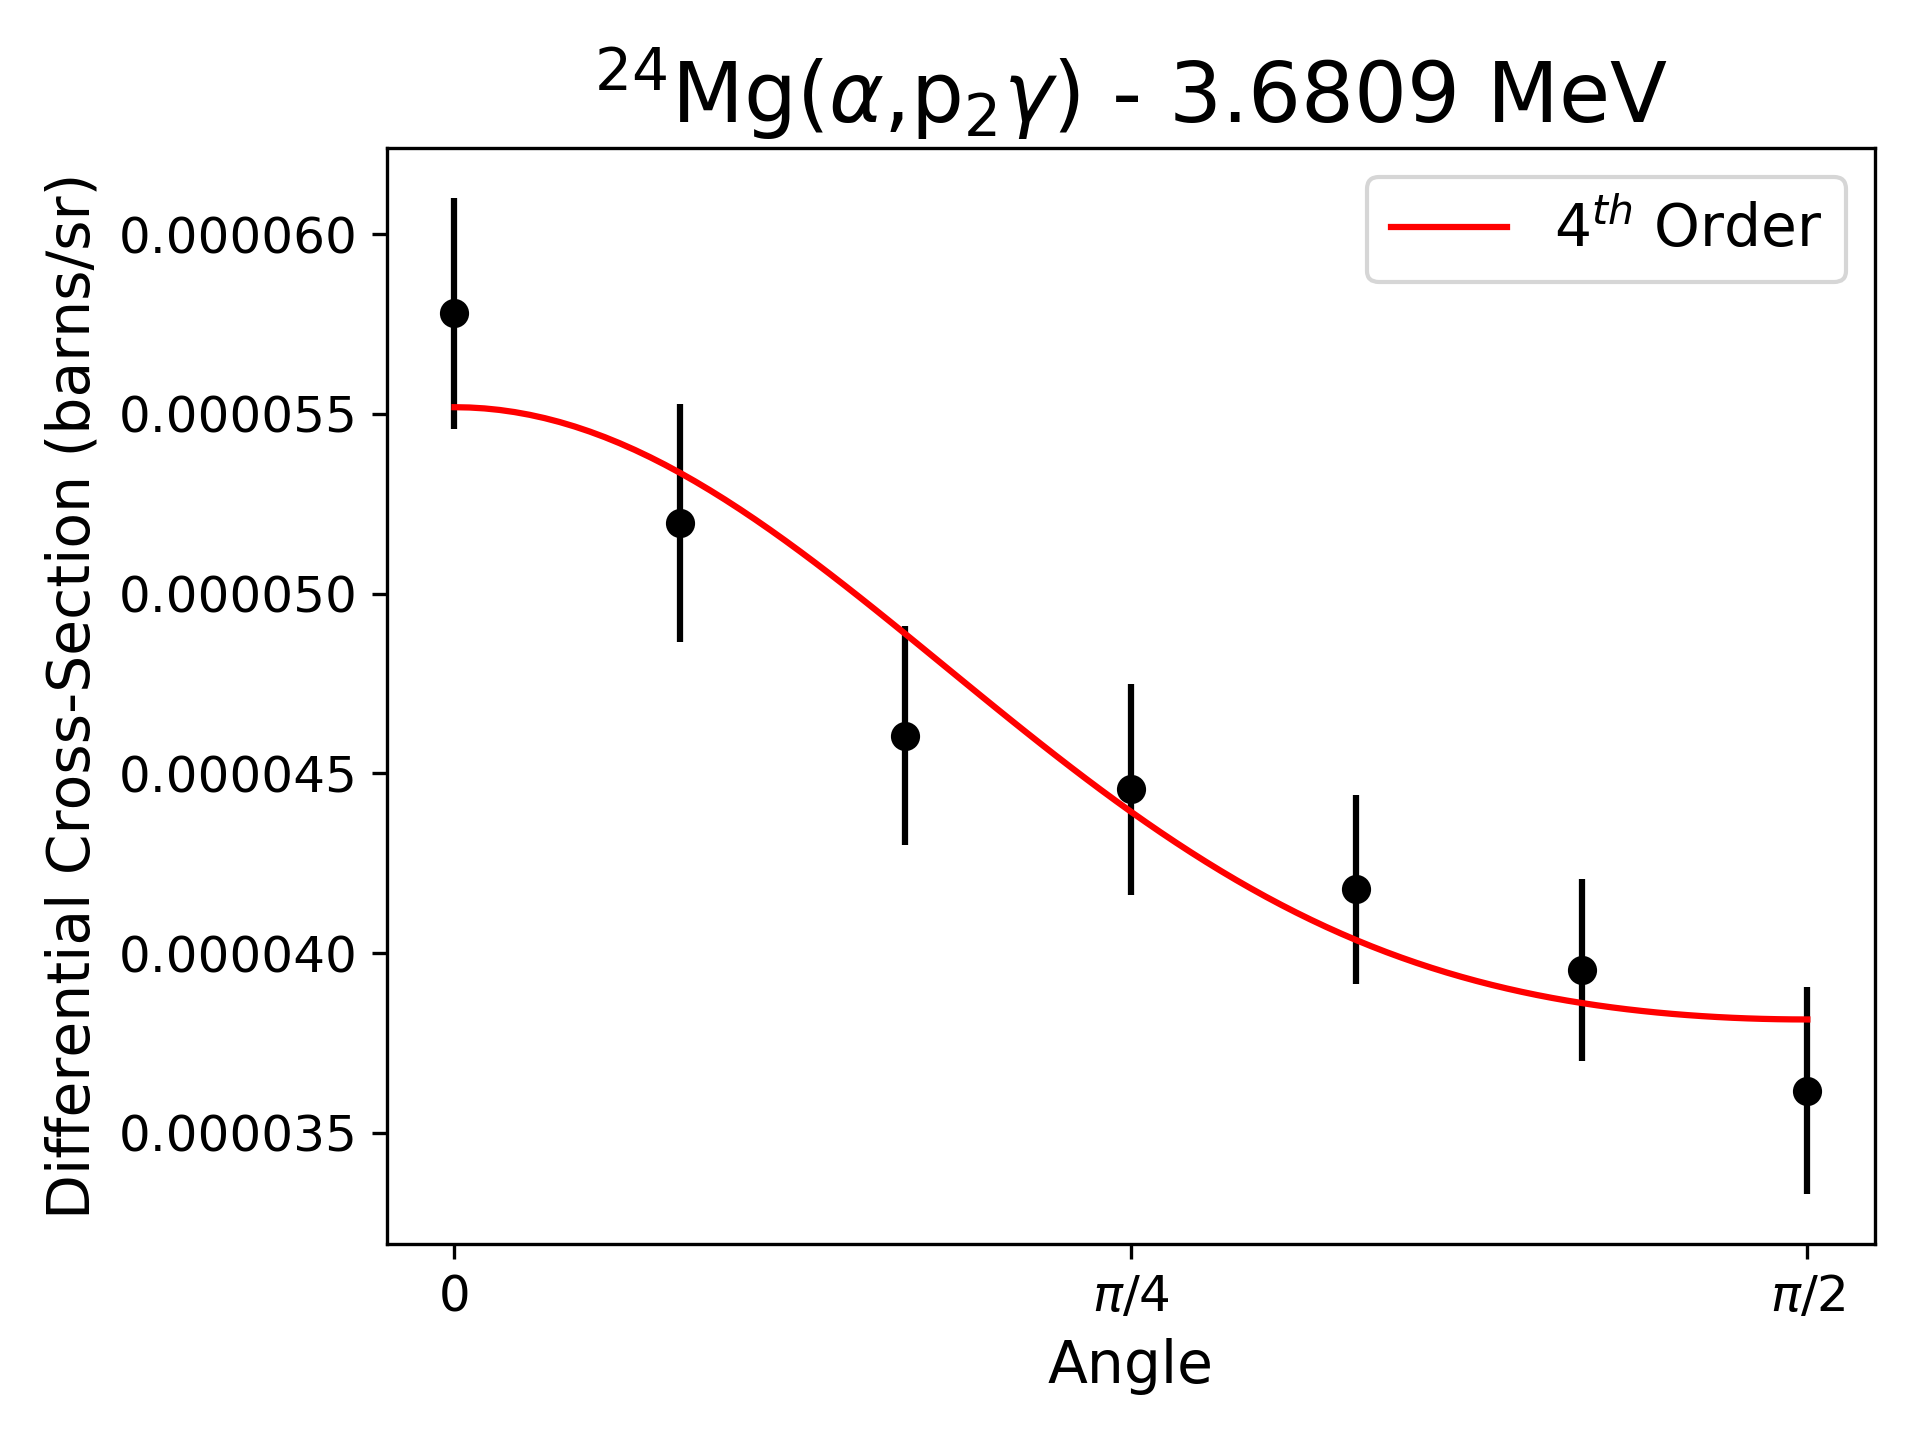 ²⁴Mg(α,p₂γ) - 3.6809 MeV
4ᵗʰ Order
Differential Cross-Section (barns/sr)
0.000060
0.000055
0.000050
0.000045
0.000040
0.000035
0 π/4 π/2
Angle